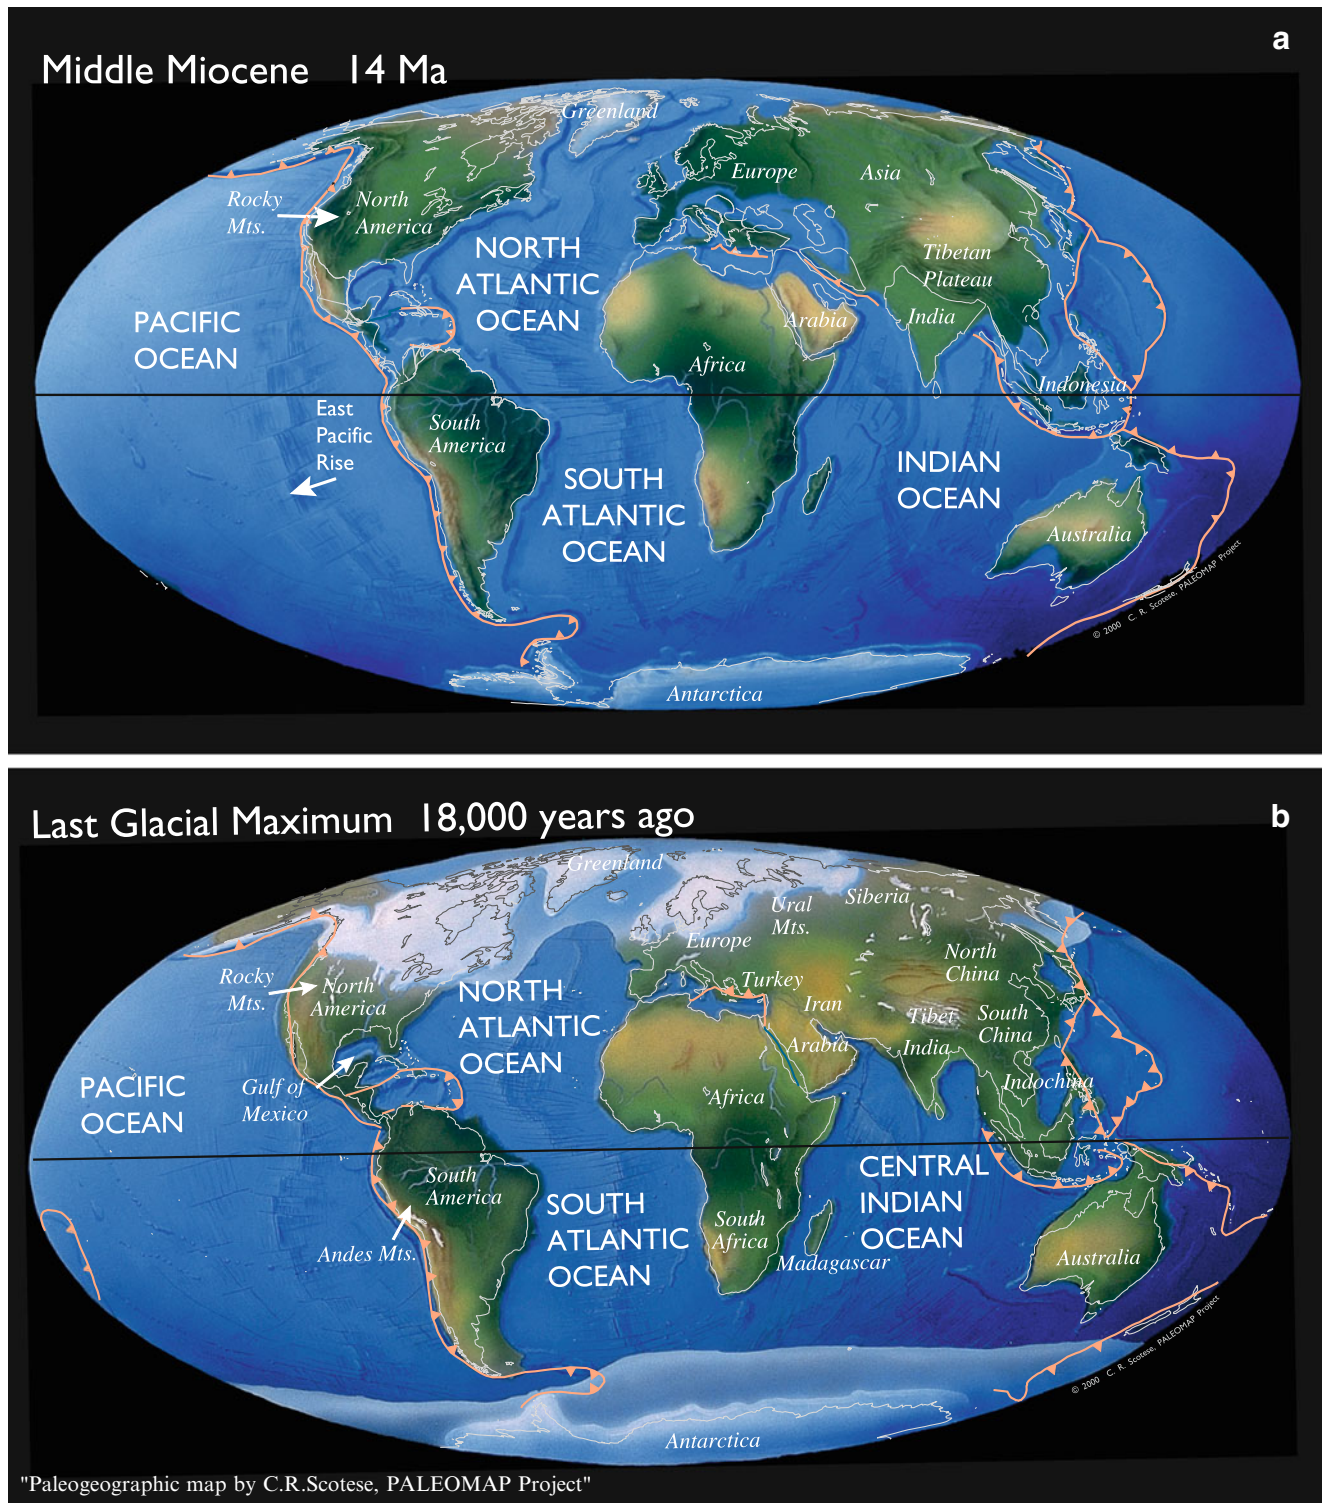 a
Middle Miocene 14 Ma
Greenland
Europe
Asia
Rocky
Mts.
North
America
NORTH
ATLANTIC
OCEAN
Tibetan
Plateau
PACIFIC
OCEAN
Arabia
India
Africa
Indonesia
East
Pacific
Rise
South
America
INDIAN
OCEAN
SOUTH
ATLANTIC
OCEAN
Australia
© 2000 C. R. Scotese, PALEOMAP Project
Antarctica
b
Last Glacial Maximum 18,000 years ago
Greenland
Ural
Mts.
Siberia
Europe
North
China
Rocky
Mts.
North
America
Turkey
NORTH
ATLANTIC
OCEAN
Iran
Tibet
South
China
Arabia
India
PACIFIC
OCEAN
Gulf of
Mexico
Indochina
Africa
CENTRAL
INDIAN
OCEAN
South
America
SOUTH
ATLANTIC
OCEAN
South
Africa
Andes Mts.
Madagascar
Australia
© 2000 C. R. Scotese, PALEOMAP Project
Antarctica
"Paleogeographic map by C.R.Scotese, PALEOMAP Project"